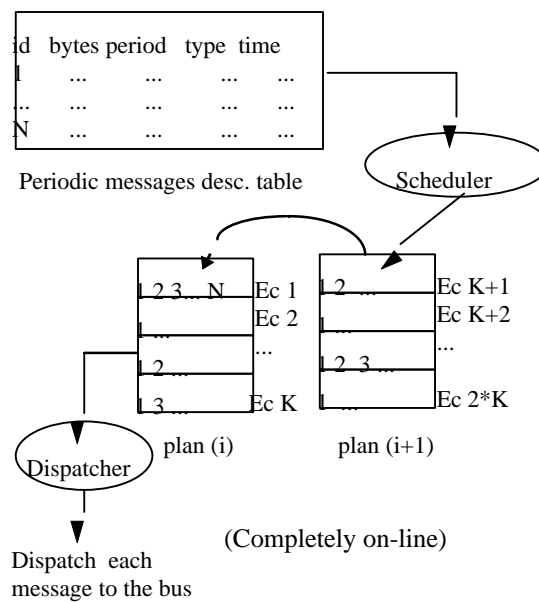 id bytes period type time
1 ... ... ... ...
... ... ... ... ...
N ... ... ... ...
Periodic messages desc. table
Scheduler
1 2 3... N Ec 1
1 ... Ec 2
1 2 ... ...
1 3 ... Ec K
plan (i)
1 2 ... Ec K+1
1 ... Ec K+2
1 2 3 ... ...
1 ... Ec 2*K
plan (i+1)
Dispatcher
(Completely on-line)
Dispatch each
message to the bus